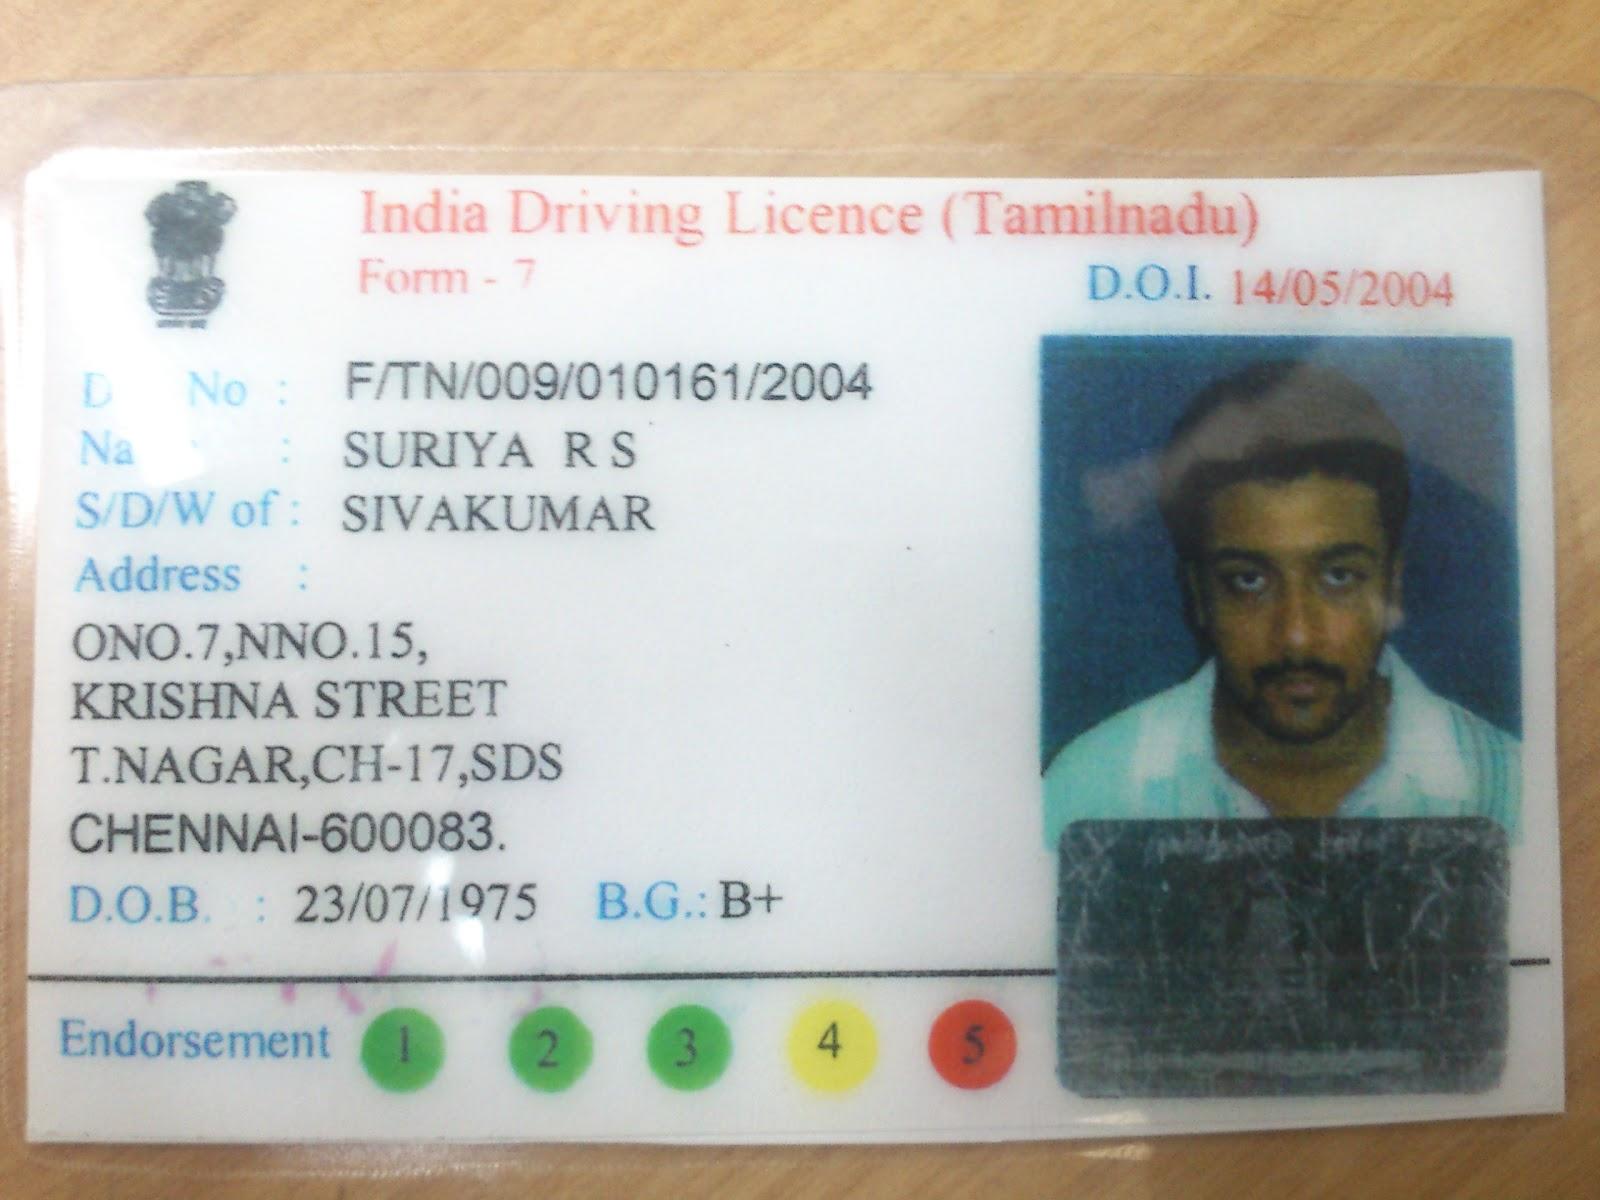 India Driving Licence (Tamilnadu)
Form - 7
D.O.I. 14/05/2004
D No : F/TN/009/010161/2004
Na : SURIYA R S
S/D/W of : SIVAKUMAR
Address :
ONO.7,NNO.15,
KRISHNA STREET
T.NAGAR,CH-17,SDS
CHENNAI-600083.
D.O.B. : 23/07/1975 B.G.: B+
Endorsement 1 2 3 4 5